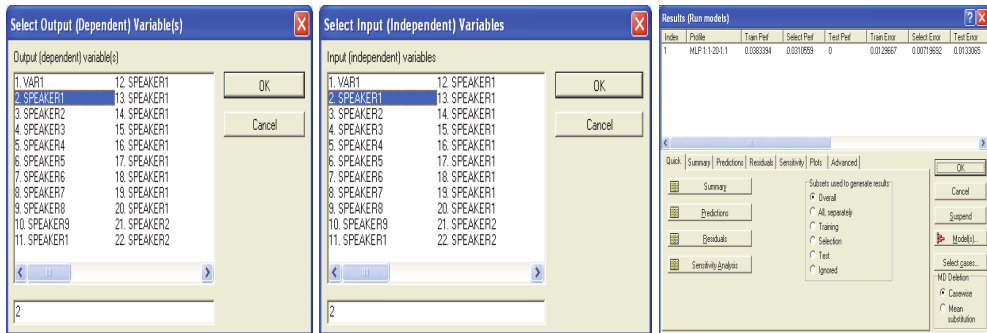 Select Output (Dependent) Variable(s)
Output (dependent) variable(s)
1. VAR1 12. SPEAKER1
2. SPEAKER1 13. SPEAKER1
3. SPEAKER2 14. SPEAKER1
4. SPEAKER3 15. SPEAKER1
5. SPEAKER4 16. SPEAKER1
6. SPEAKER5 17. SPEAKER1
7. SPEAKER6 18. SPEAKER1
8. SPEAKER7 19. SPEAKER1
9. SPEAKER8 20. SPEAKER1
10. SPEAKER9 21. SPEAKER2
11. SPEAKER1 22. SPEAKER2
2
OK
Cancel
Select Input (Independent) Variables
Input (independent) variables
1. VAR1 12. SPEAKER1
2. SPEAKER1 13. SPEAKER1
3. SPEAKER2 14. SPEAKER1
4. SPEAKER3 15. SPEAKER1
5. SPEAKER4 16. SPEAKER1
6. SPEAKER5 17. SPEAKER1
7. SPEAKER6 18. SPEAKER1
8. SPEAKER7 19. SPEAKER1
9. SPEAKER8 20. SPEAKER1
10. SPEAKER9 21. SPEAKER2
11. SPEAKER1 22. SPEAKER2
2
OK
Cancel
Results (Run models)
Index Profile Train Perf Select Perf Test Perf Train Error Select Error Test Error
1 MLP 1:1-20-1:1 0.0383394 0.0310559 0 0.0129667 0.00719692 0.0133065
Quick Summary Predictions Residuals Sensitivity Plots Advanced
Summary
Predictions
Residuals
Sensitivity Analysis
Subsets used to generate results
Overall
All, separately
Training
Selection
Test
Ignored
OK
Cancel
Suspend
Model(s)...
Select cases...
MD Deletion
Casewise
Mean
substitution